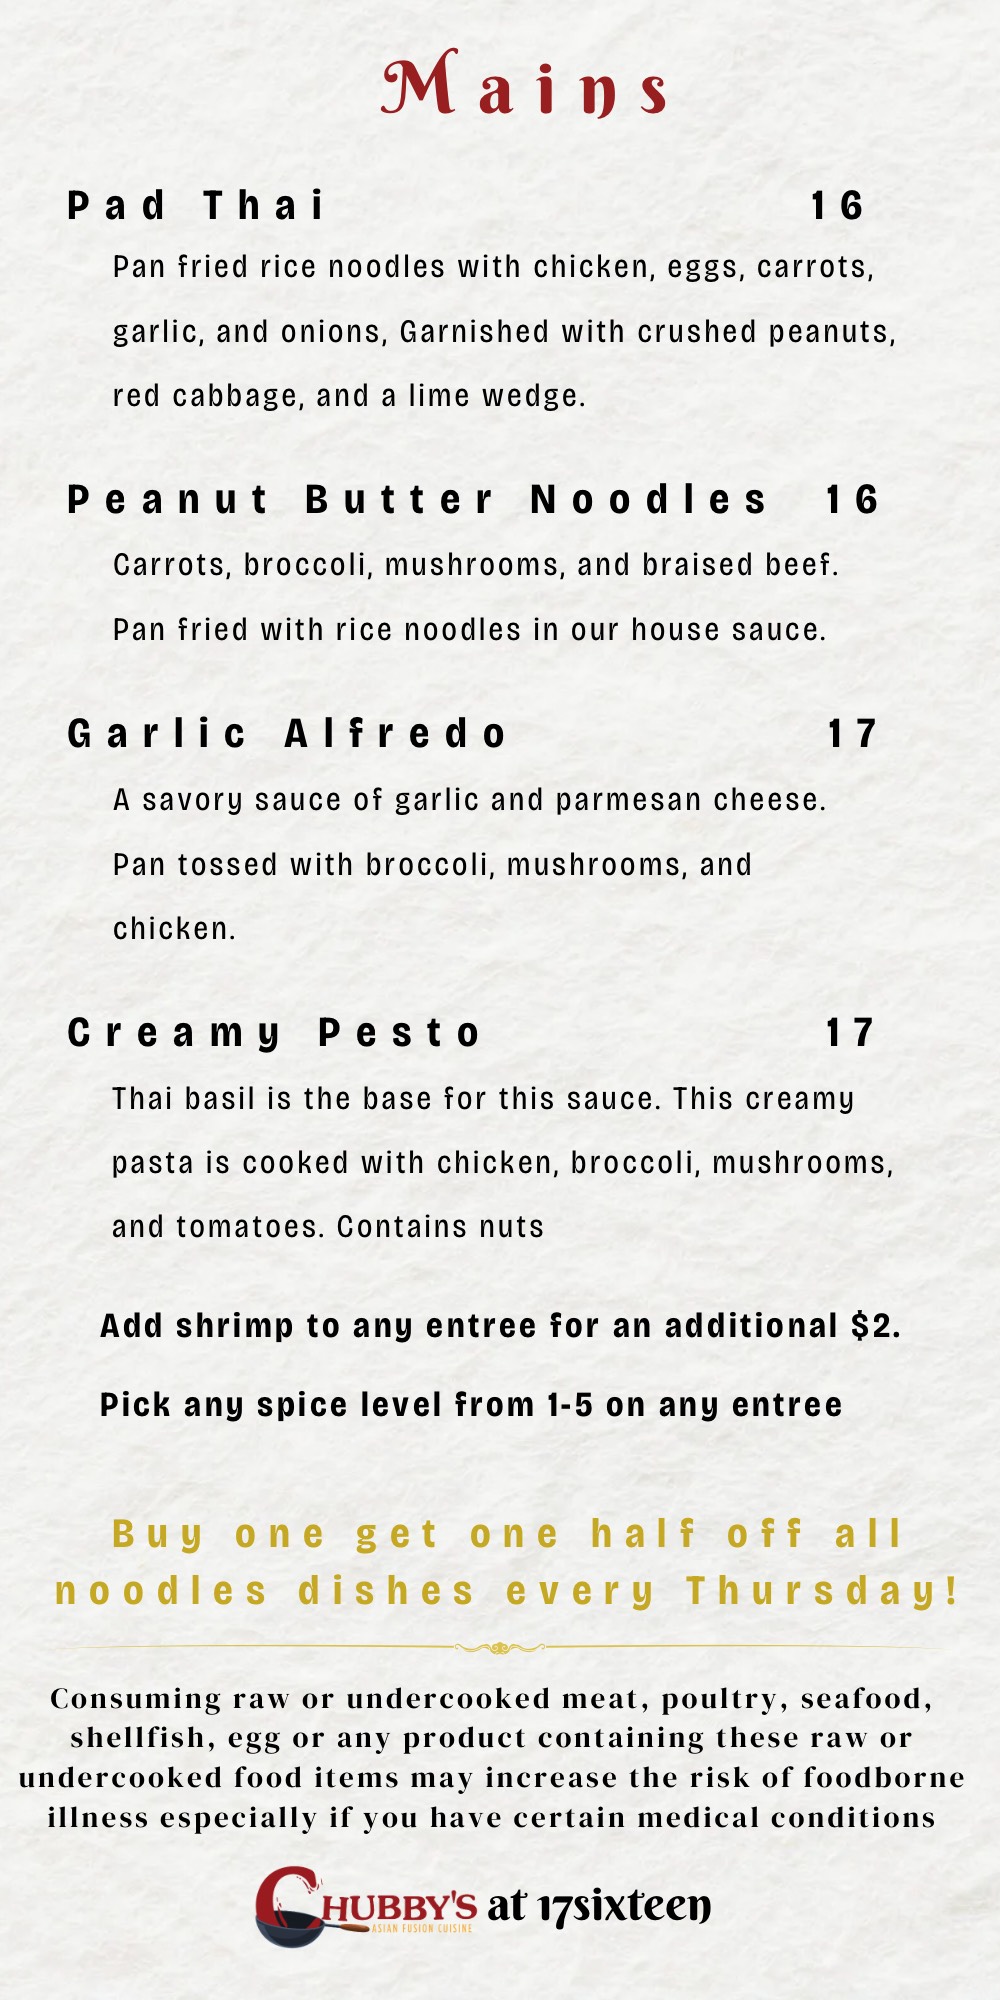 Mains
Pad Thai 16
Pan fried rice noodles with chicken, eggs, carrots,
garlic, and onions, Garnished with crushed peanuts,
red cabbage, and a lime wedge.
Peanut Butter Noodles 16
Carrots, broccoli, mushrooms, and braised beef.
Pan fried with rice noodles in our house sauce.
Garlic Alfredo 17
A savory sauce of garlic and parmesan cheese.
Pan tossed with broccoli, mushrooms, and
chicken.
Creamy Pesto 17
Thai basil is the base for this sauce. This creamy
pasta is cooked with chicken, broccoli, mushrooms,
and tomatoes. Contains nuts
Add shrimp to any entree for an additional $2.
Pick any spice level from 1-5 on any entree
Buy one get one half off all
noodles dishes every Thursday!
Consuming raw or undercooked meat, poultry, seafood,
shellfish, egg or any product containing these raw or
undercooked food items may increase the risk of foodborne
illness especially if you have certain medical conditions
CHUBBY'S at 17sixteen
ASIAN FUSION CUISINE